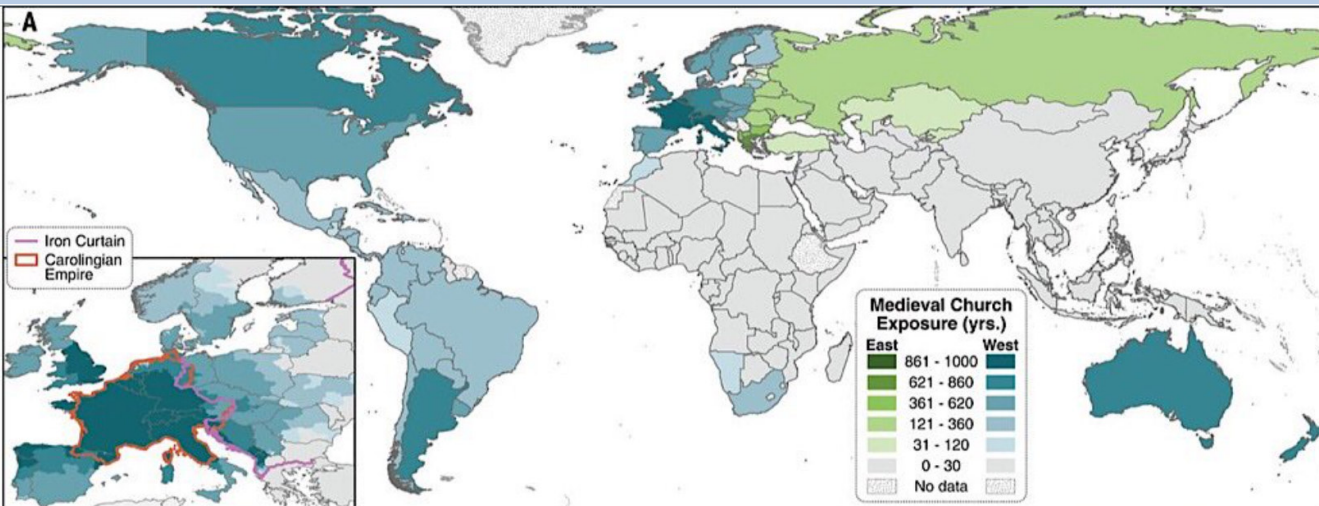 A
Iron Curtain
Carolingian
Empire
Medieval Church
Exposure (yrs.)
East West
861 - 1000
621 - 860
361 - 620
121 - 360
31 - 120
0 - 30
No data